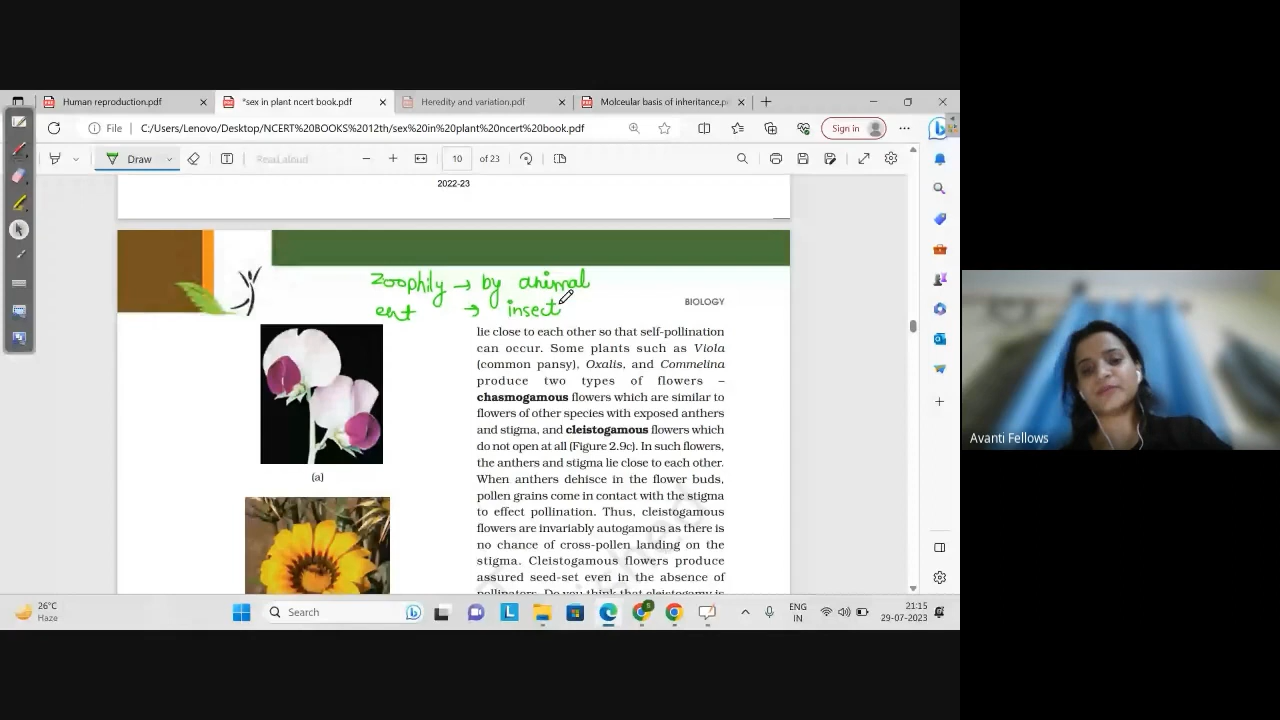 Human reproduction.pdf
*sex in plant ncert book.pdf
Heredity and variation.pdf
Molceular basis of inheritance.p
File
C:/Users/Lenovo/Desktop/NCERT%20BOOKS%2012th/sex%20in%20plant%20ncert%20book.pdf
Sign in
Draw
Read aloud
10 of 23
2022-23
Zoophily → by animal
ent → insect
BIOLOGY
lie close to each other so that self-pollination
can occur. Some plants such as Viola
(common pansy), Oxalis, and Commelina
produce two types of flowers –
chasmogamous flowers which are similar to
flowers of other species with exposed anthers
and stigma, and cleistogamous flowers which
do not open at all (Figure 2.9c). In such flowers,
the anthers and stigma lie close to each other.
When anthers dehisce in the flower buds,
pollen grains come in contact with the stigma
to effect pollination. Thus, cleistogamous
flowers are invariably autogamous as there is
no chance of cross-pollen landing on the
stigma. Cleistogamous flowers produce
assured seed-set even in the absence of
pollinators. Do you think that cleistogamy is
(a)
Avanti Fellows
26°C
Haze
Search
ENG
IN
21:15
29-07-2023